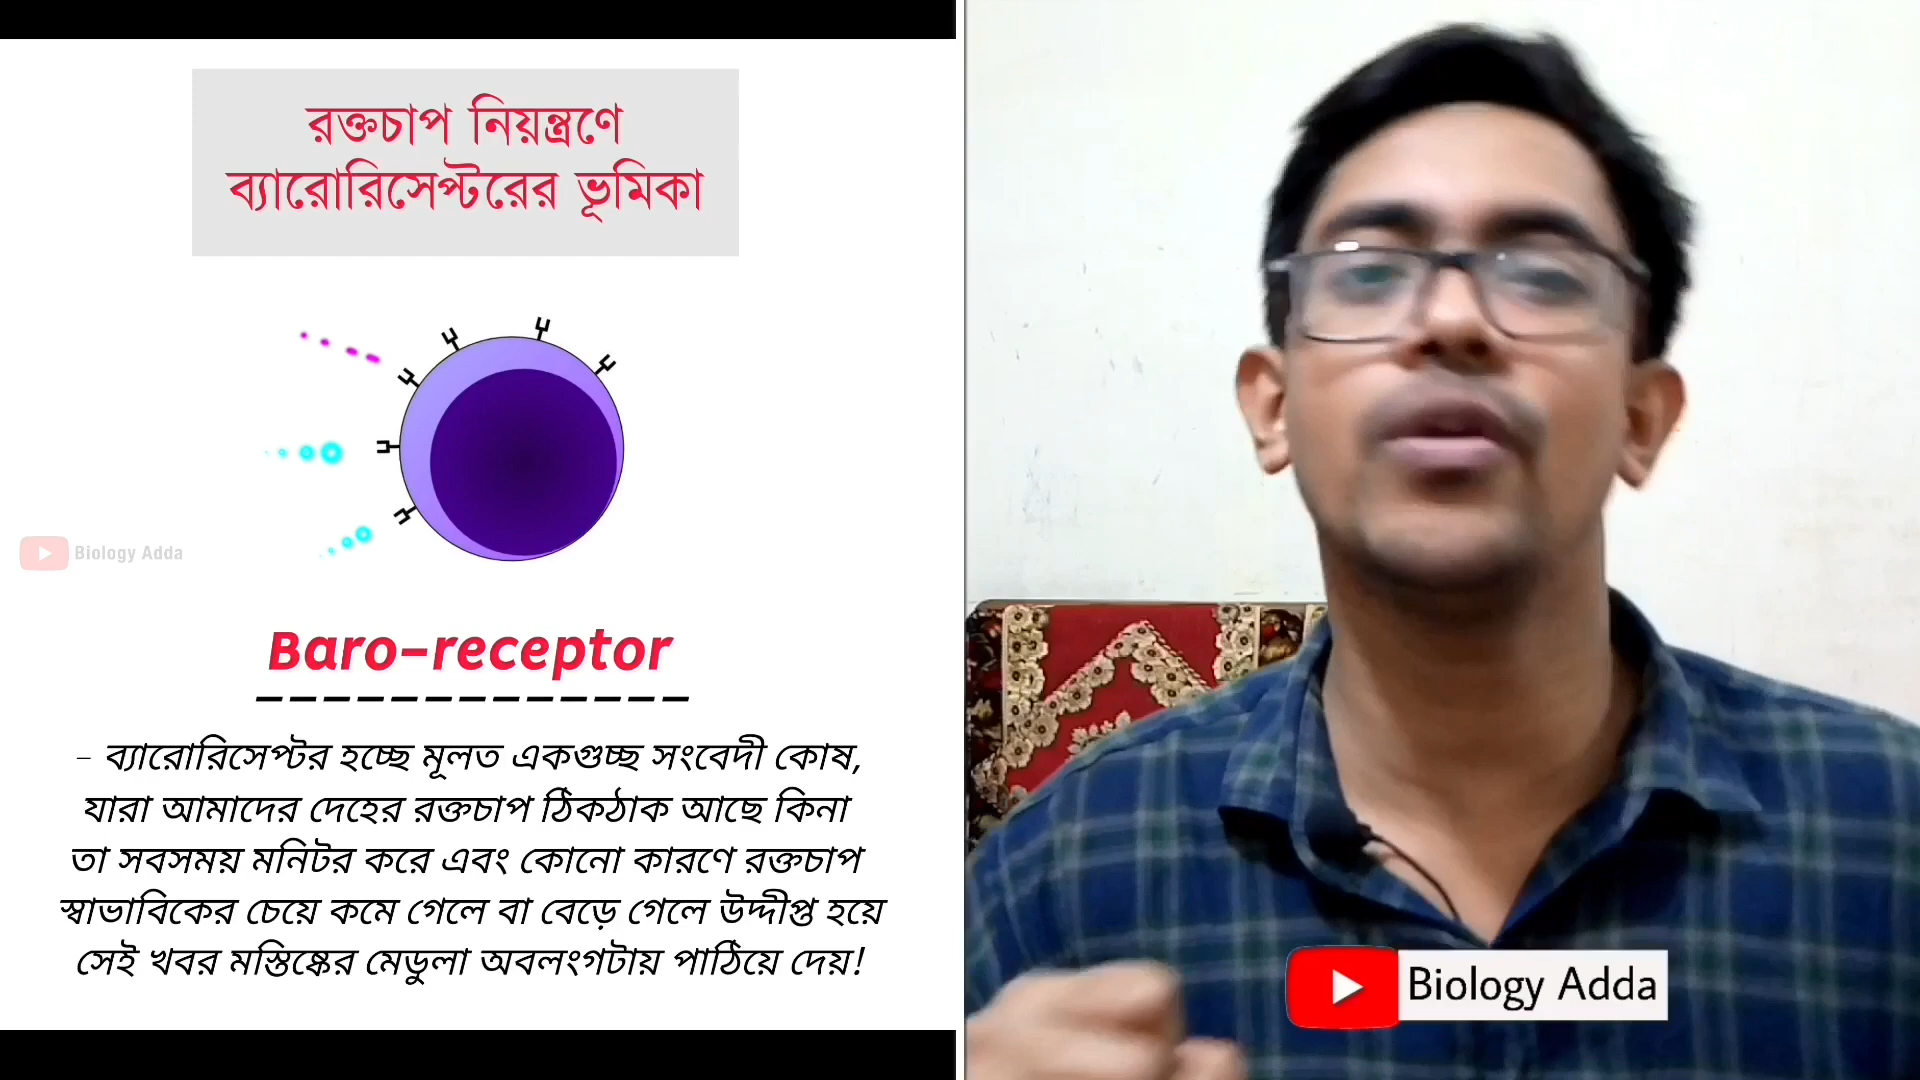 রক্তচাপ নিয়ন্ত্রণে
ব্যারোরিসেপ্টরের ভূমিকা
Biology Adda
Baro-receptor
- ব্যারোরিসেপ্টর হচ্ছে মূলত একগুচ্ছ সংবেদী কোষ,
যারা আমাদের দেহের রক্তচাপ ঠিকঠাক আছে কিনা
তা সবসময় মনিটর করে এবং কোনো কারণে রক্তচাপ
স্বাভাবিকের চেয়ে কমে গেলে বা বেড়ে গেলে উদ্দীপ্ত হয়ে
সেই খবর মস্তিষ্কের মেডুলা অবলংগটায় পাঠিয়ে দেয়!
Biology Adda